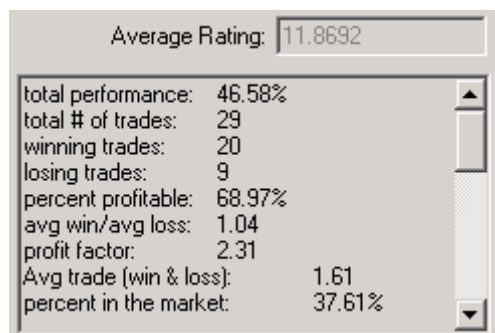 Average Rating: 11.8692
total performance: 46.58%
total # of trades: 29
winning trades: 20
losing trades: 9
percent profitable: 68.97%
avg win/avg loss: 1.04
profit factor: 2.31
Avg trade (win & loss): 1.61
percent in the market: 37.61%